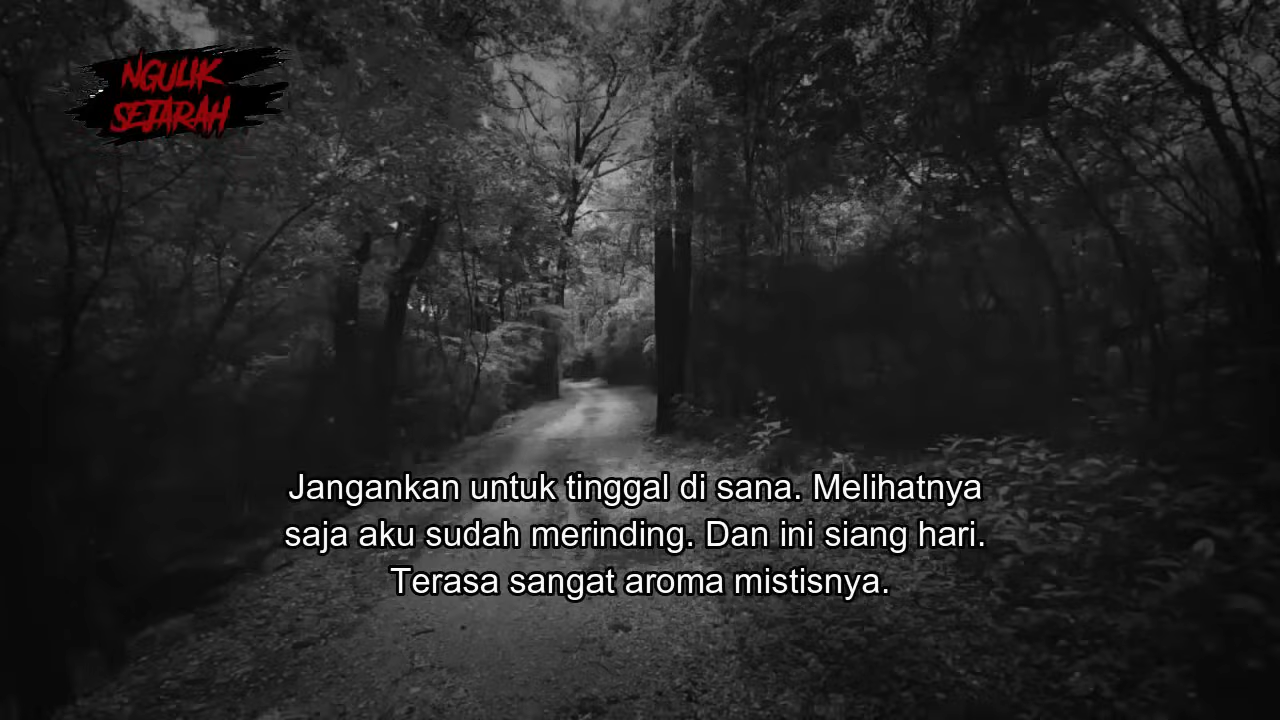 NGULIK
SEJARAH
Jangankan untuk tinggal di sana. Melihatnya
saja aku sudah merinding. Dan ini siang hari.
Terasa sangat aroma mistisnya.